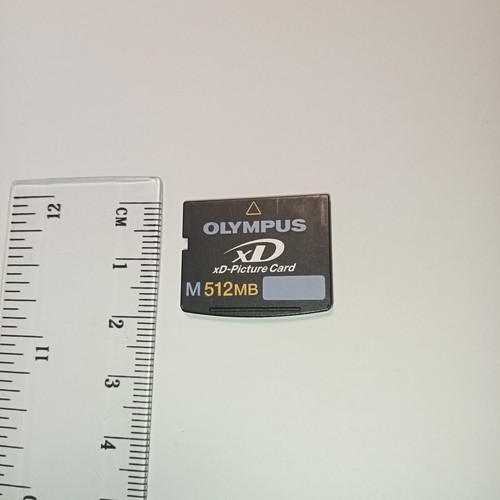 12
CM
1
2
11
3
4
OLYMPUS
xD
xD-Picture Card
M 512MB